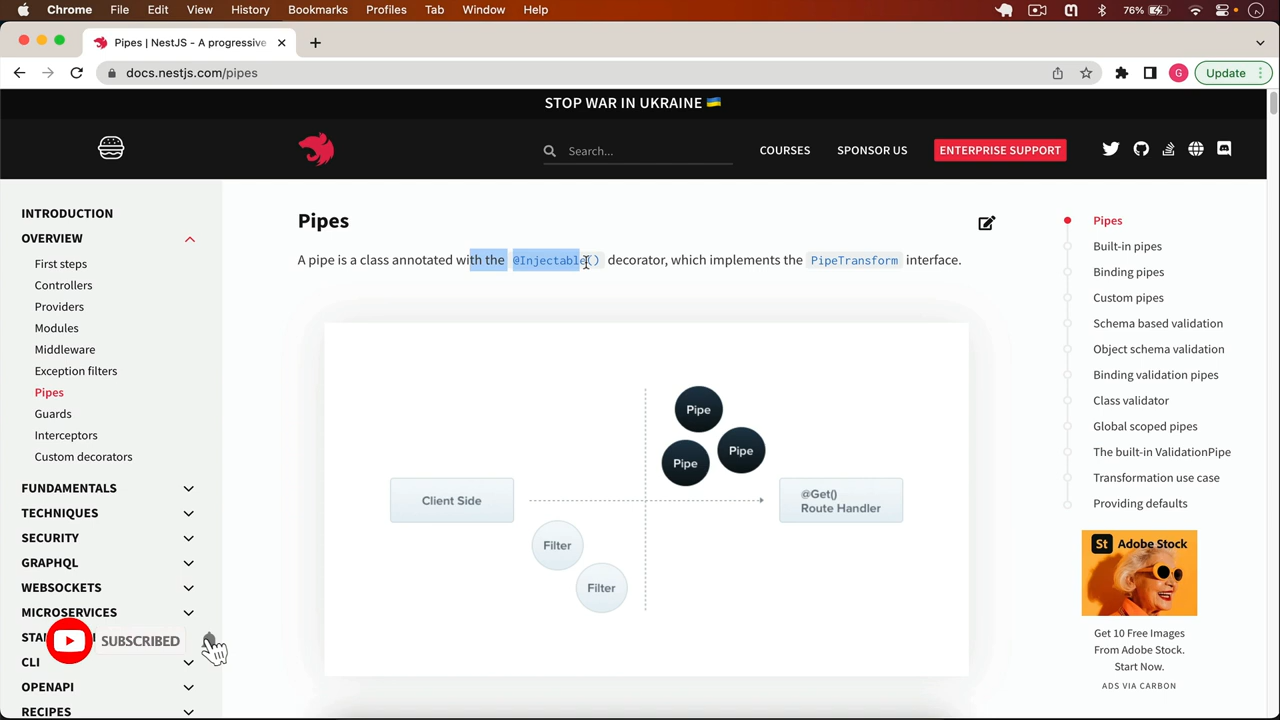 Chrome File Edit View History Bookmarks Profiles Tab Window Help 76%
Pipes | NestJS - A progressive
docs.nestjs.com/pipes G Update
STOP WAR IN UKRAINE 🇺🇦
Search... COURSES SPONSOR US ENTERPRISE SUPPORT
INTRODUCTION
OVERVIEW
First steps
Controllers
Providers
Modules
Middleware
Exception filters
Pipes
Guards
Interceptors
Custom decorators
FUNDAMENTALS
TECHNIQUES
SECURITY
GRAPHQL
WEBSOCKETS
MICROSERVICES
SUBSCRIBED
CLI
OPENAPI
RECIPES
Pipes
A pipe is a class annotated with the @Injectable() decorator, which implements the PipeTransform interface.
Pipe
Pipe
Pipe
Client Side
@Get()
Route Handler
Filter
Filter
Pipes
Built-in pipes
Binding pipes
Custom pipes
Schema based validation
Object schema validation
Binding validation pipes
Class validator
Global scoped pipes
The built-in ValidationPipe
Transformation use case
Providing defaults
St Adobe Stock
Get 10 Free Images
From Adobe Stock.
Start Now.
ADS VIA CARBON